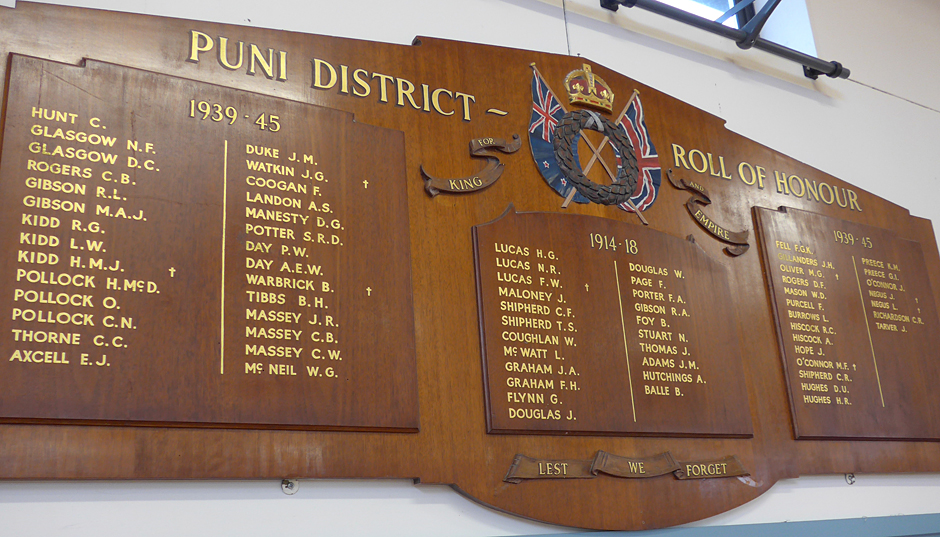 PUNI DISTRICT – ROLL OF HONOUR
FOR
KING
AND
EMPIRE
1939 - 45
HUNT C.
GLASGOW N.F.
GLASGOW D.C.
ROGERS C.B.
GIBSON R.L.
GIBSON M.A.J.
KIDD R.G.
KIDD L.W.
KIDD H.M.J. †
POLLOCK H.McD.
POLLOCK O.
POLLOCK C.N.
THORNE C.C.
AXCELL E.J.
DUKE J.M.
WATKIN J.G. †
COOGAN F.
LANDON A.S.
MANESTY D.G.
POTTER S.R.D.
DAY P.W.
DAY A.E.W.
WARBRICK B. †
TIBBS B.H.
MASSEY J.R.
MASSEY C.B.
MASSEY C.W.
McNEIL W.G.
1914 - 18
LUCAS H.G.
LUCAS N.R.
LUCAS F.W. †
MALONEY J.
SHIPHERD C.F.
SHIPHERD T.S.
COUGHLAN W.
McWATT L.
GRAHAM J.A.
GRAHAM F.H.
FLYNN G.
DOUGLAS J.
DOUGLAS W.
PAGE F.
PORTER F.A.
GIBSON R.A.
FOY B.
STUART N.
THOMAS J.
ADAMS J.M.
HUTCHINGS A.
BALLE B.
1939 - 45
FELL F.G.K.
GILLANDERS J.H.
OLIVER M.G. †
ROGERS D.F.
MASON W.D.
PURCELL F.
BURROWS L.
HISCOCK R.C.
HISCOCK A.
HOPE J.
O'CONNOR M.F. †
SHIPHERD C.R.
HUGHES D.U.
HUGHES H.R.
PREECE K.M.
PREECE G.L.
O'CONNOR J.
NEGUS J. †
NEGUS L. †
RICHARDSON C.R.
TARVER J.
LEST WE FORGET